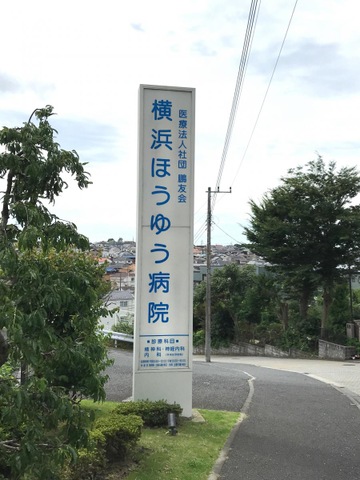 医療法人社団 鵬友会
横浜ほうゆう病院
●診療科目●
精神科・神経内科
内科